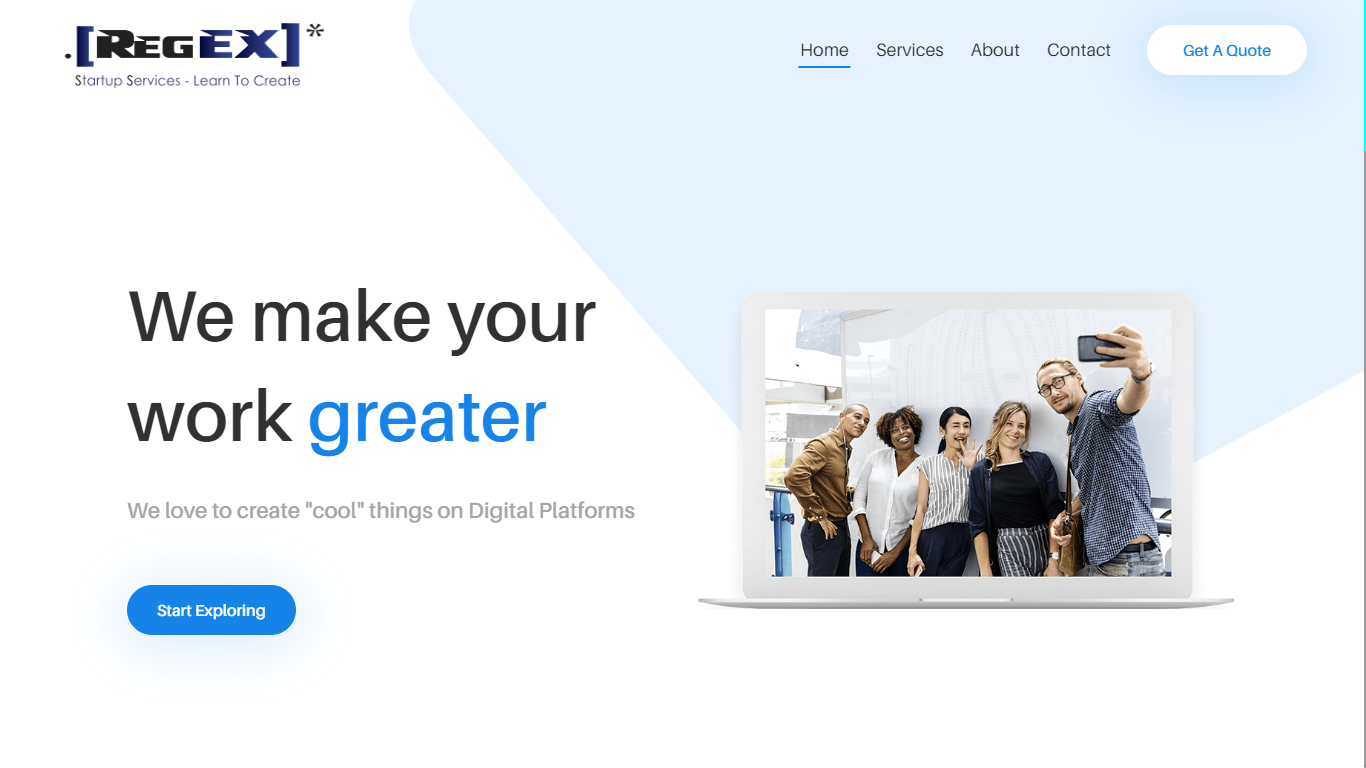 .[RegEX]*
Startup Services - Learn To Create
Home Services About Contact Get A Quote
We make your
work greater
We love to create "cool" things on Digital Platforms
Start Exploring